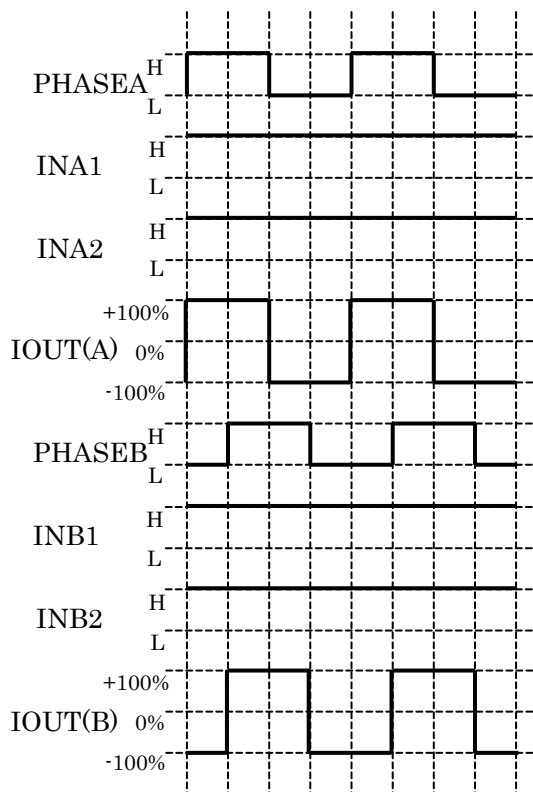 PHASEA H
L
INA1 H
L
INA2 H
L
+100%
IOUT(A) 0%
-100%
PHASEB H
L
INB1 H
L
INB2 H
L
+100%
IOUT(B) 0%
-100%